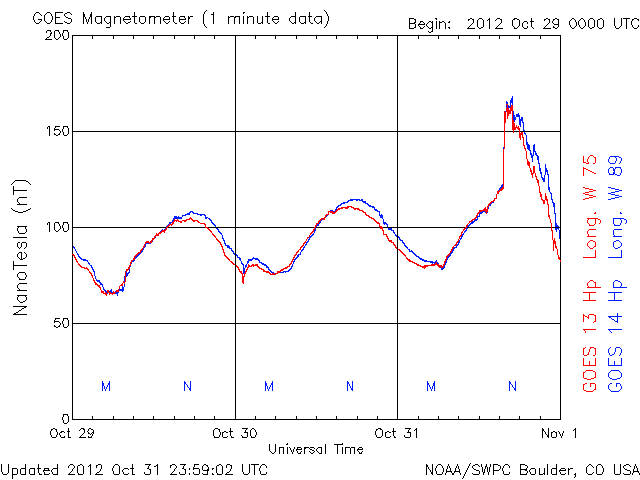 GOES Magnetometer (1 minute data)
Begin: 2012 Oct 29 0000 UTC
200
150
100
50
0
NanoTesla (nT)
M N M N M N
Oct 29 Oct 30 Oct 31 Nov 1
Universal Time
GOES 13 Hp Long. W 75
GOES 14 Hp Long. W 89
Updated 2012 Oct 31 23:59:02 UTC
NOAA/SWPC Boulder, CO USA